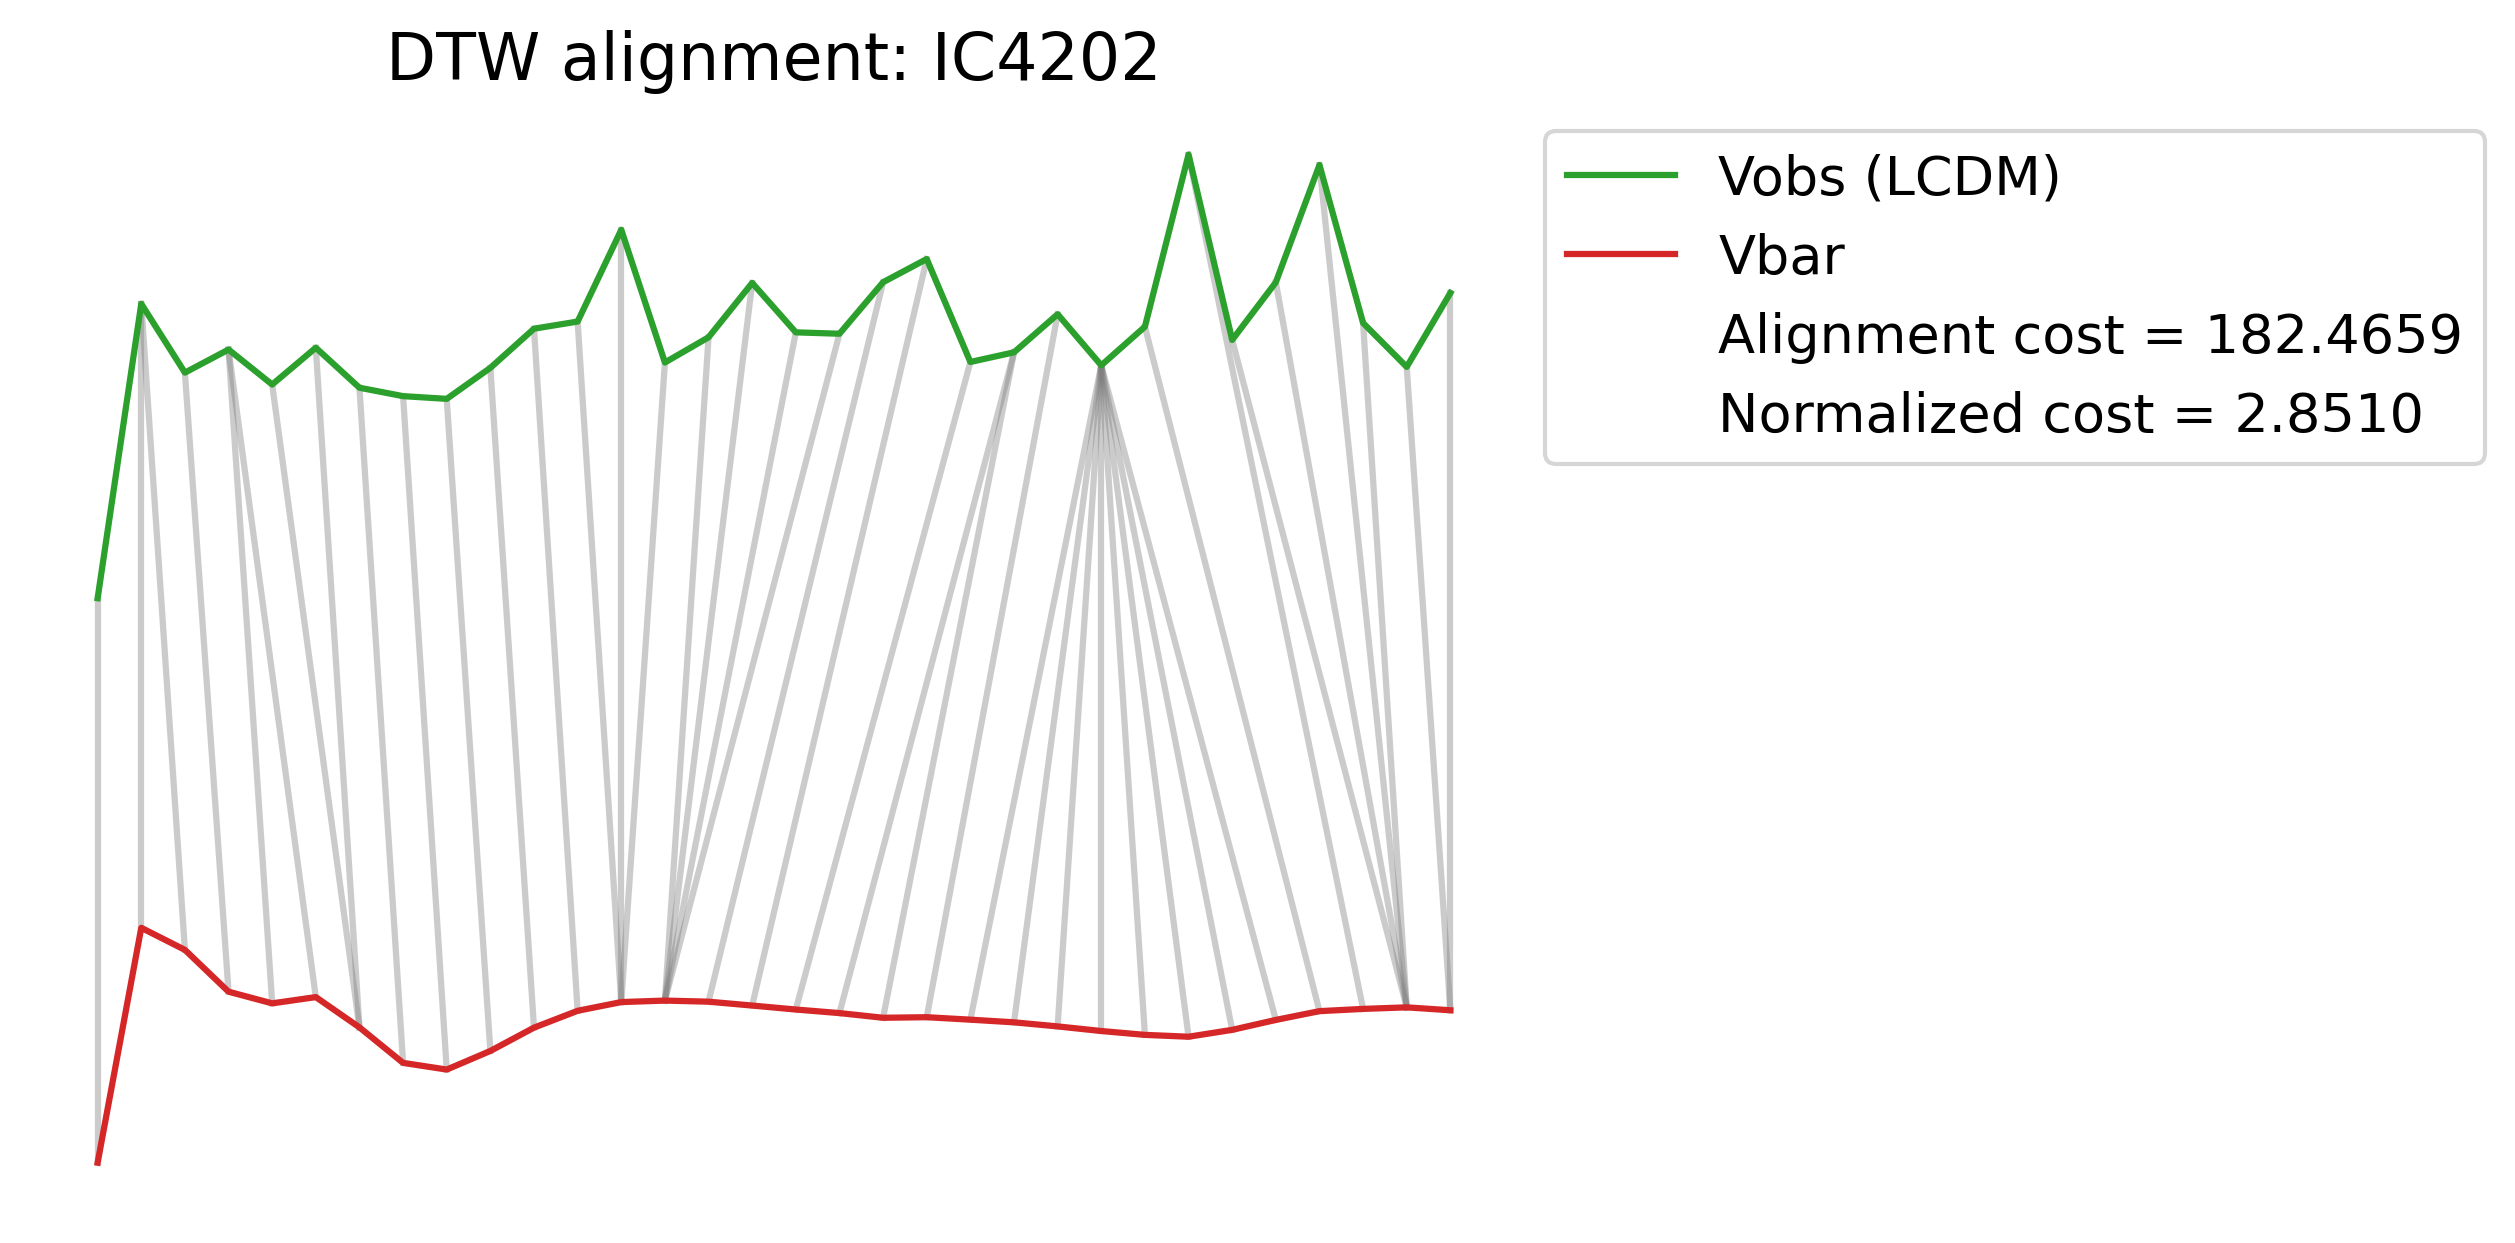 DTW alignment: IC4202
Vobs (LCDM)
Vbar
Alignment cost = 182.4659
Normalized cost = 2.8510